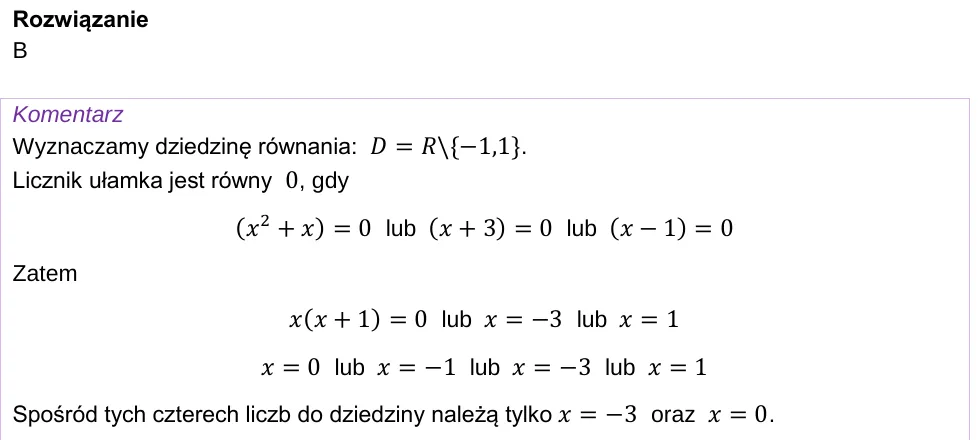 Rozwiązanie
B
Komentarz
Wyznaczamy dziedzinę równania: D = R\{−1,1}.
Licznik ułamka jest równy 0, gdy
(x² + x) = 0 lub (x + 3) = 0 lub (x − 1) = 0
Zatem
x(x + 1) = 0 lub x = −3 lub x = 1
x = 0 lub x = −1 lub x = −3 lub x = 1
Spośród tych czterech liczb do dziedziny należą tylko x = −3 oraz x = 0.